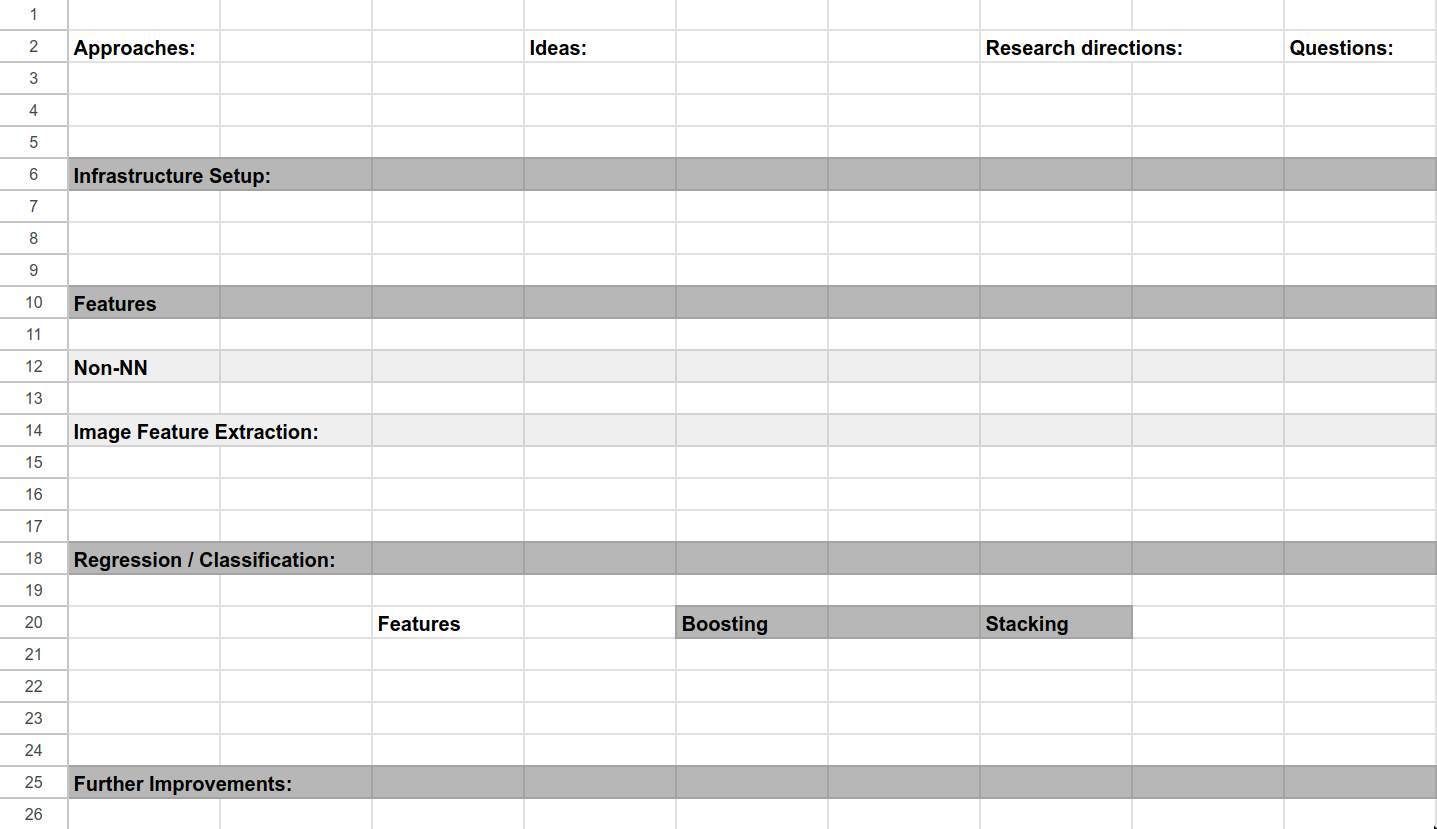 1
2 Approaches: Ideas: Research directions: Questions:
3
4
5
6 Infrastructure Setup:
7
8
9
10 Features
11
12 Non-NN
13
14 Image Feature Extraction:
15
16
17
18 Regression / Classification:
19
20 Features Boosting Stacking
21
22
23
24
25 Further Improvements:
26